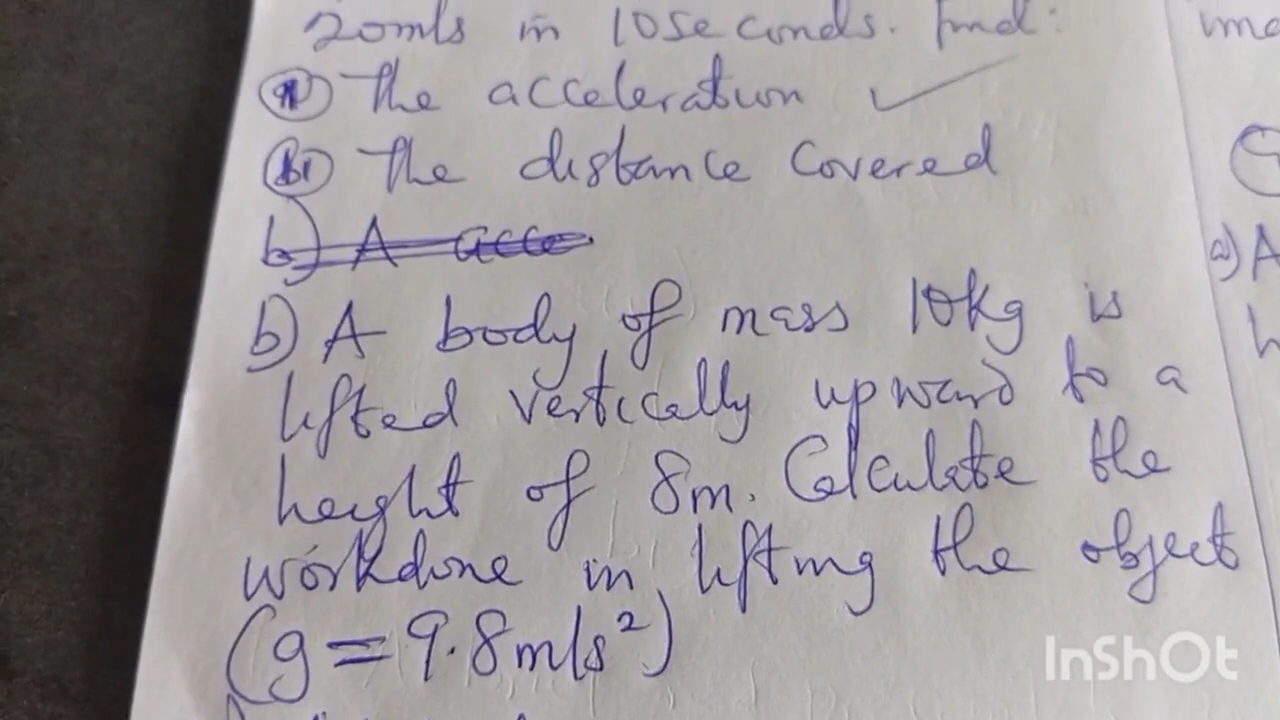 20m/s in 10seconds. Find:
a) The acceleration
b) The distance covered
b) A acce
b) A body of mass 10kg is
lifted vertically upward to a
height of 8m. Calculate the
workdone in lifting the object
(g = 9.8m/s²)
a) A
InShOt